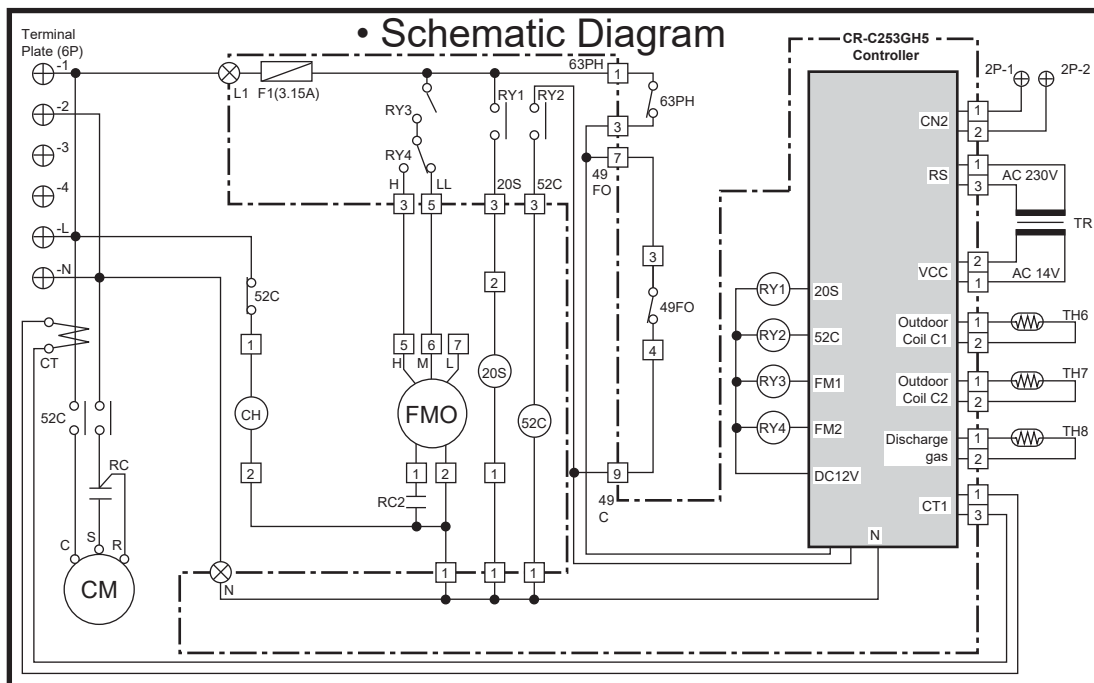 • Schematic Diagram
Terminal
Plate (6P)
-1
-2
-3
-4
-L
-N
L1
F1(3.15A)
RY3
RY4
H
LL
3
5
RY1
20S
3
RY2
52C
3
63PH
1
3
63PH
7
49
FO
3
49FO
4
9
49
C
52C
1
CH
2
5
6
7
H
M
L
FMO
1
2
RC2
2
20S
1
52C
1
1
1
N
CT
52C
RC
C
S
R
CM
CR-C253GH5
Controller
2P-1
2P-2
CN2
1
2
RS
1
3
AC 230V
TR
VCC
2
1
AC 14V
RY1
20S
RY2
52C
RY3
FM1
RY4
FM2
DC12V
Outdoor
Coil C1
1
2
TH6
Outdoor
Coil C2
1
2
TH7
Discharge
gas
1
2
TH8
CT1
1
3
N